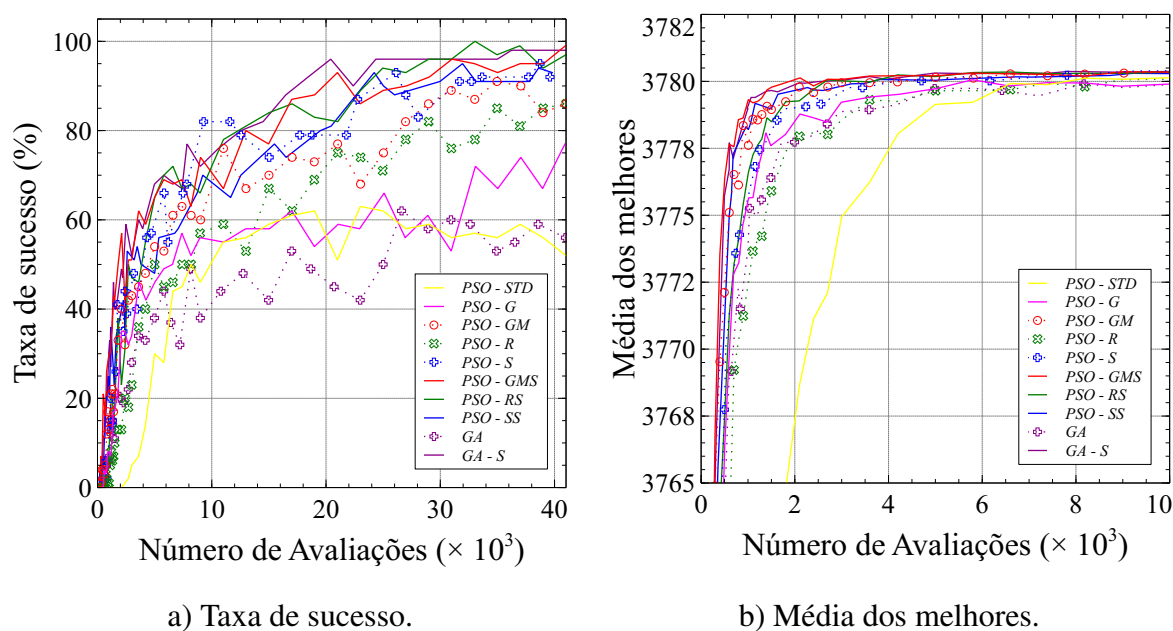 Taxa de sucesso (%)
100
80
60
40
20
0
0
10
20
30
40
Número de Avaliações (× 10³)
PSO - STD
PSO - G
PSO - GM
PSO - R
PSO - S
PSO - GMS
PSO - RS
PSO - SS
GA
GA - S
a) Taxa de sucesso.
Média dos melhores
3782
3780
3778
3775
3772
3770
3768
3765
0
2
4
6
8
10
Número de Avaliações (× 10³)
PSO - STD
PSO - G
PSO - GM
PSO - R
PSO - S
PSO - GMS
PSO - RS
PSO - SS
GA
GA - S
b) Média dos melhores.